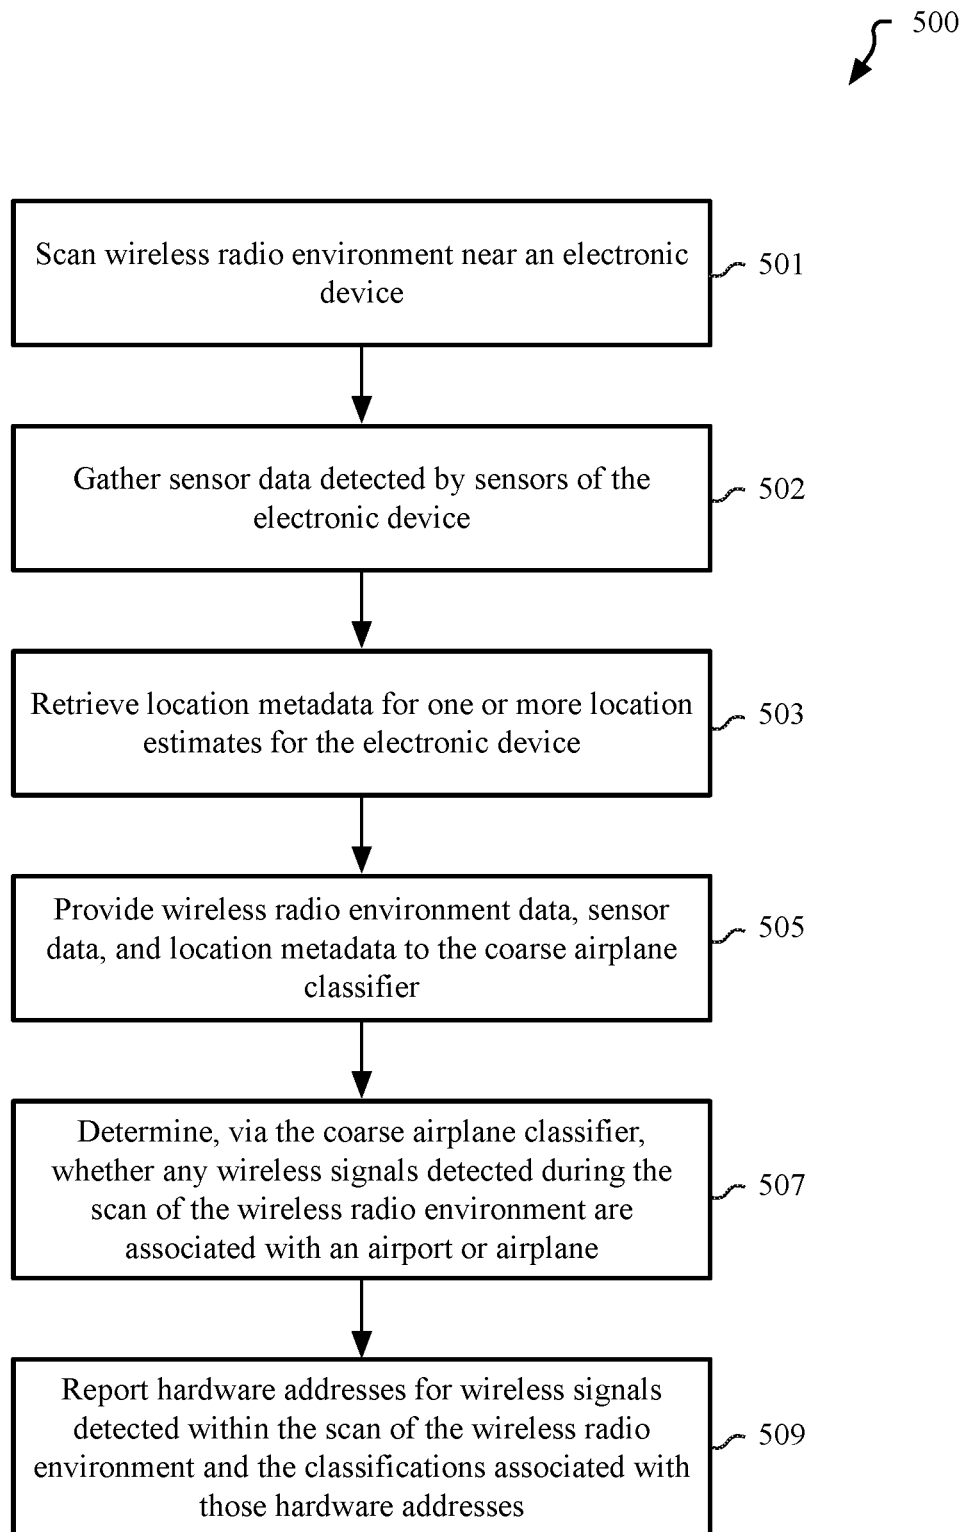 500
Scan wireless radio environment near an electronic
device
501
Gather sensor data detected by sensors of the
electronic device
502
Retrieve location metadata for one or more location
estimates for the electronic device
503
Provide wireless radio environment data, sensor
data, and location metadata to the coarse airplane
classifier
505
Determine, via the coarse airplane classifier,
whether any wireless signals detected during the
scan of the wireless radio environment are
associated with an airport or airplane
507
Report hardware addresses for wireless signals
detected within the scan of the wireless radio
environment and the classifications associated with
those hardware addresses
509